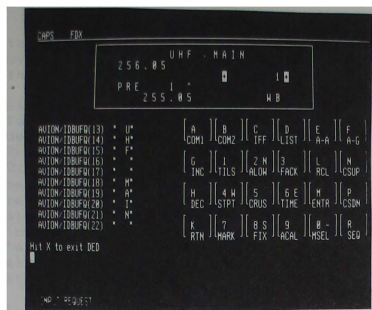 CAPS FDX
UHF - MAIN
256.05
1
PRE 1
255.05 WB
AVION/IDBUFQ(13) " U"
AVION/IDBUFQ(14) " H"
AVION/IDBUFQ(15) " F"
AVION/IDBUFQ(16) "
AVION/IDBUFQ(17) "
AVION/IDBUFQ(18) " M"
AVION/IDBUFQ(19) " A"
AVION/IDBUFQ(20) " I"
AVION/IDBUFQ(21) " N"
AVION/IDBUFQ(22) " "
[ A ][ B ][ C ][ D ][ E ][ F
COM1 COM2 IFF LIST A-A A-G
[ G ][ 1 ][ 2 N ][ 3 ][ L ][ N
INC TILS ALOW FACK RCL CSUP
[ H ][ 4 W ][ 5 ][ 6 E ][ M ][ P
DEC STPT CRUS TIME ENTR CSDN
[ K ][ 7 ][ 8 S ][ 9 ][ 0 - ][ R
RTN MARK FIX ACAL MSEL SEQ
Hit X to exit DED
REQUEST